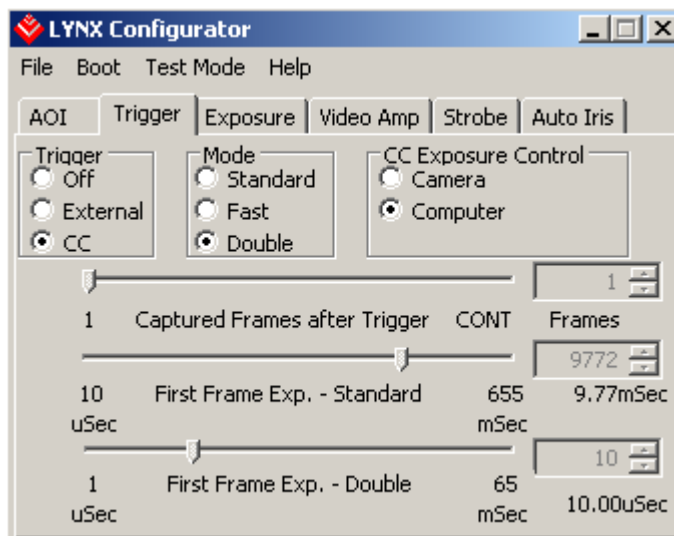 LYNX Configurator
File Boot Test Mode Help
AOI Trigger Exposure Video Amp Strobe Auto Iris
Trigger Mode CC Exposure Control
Off Standard Camera
External Fast Computer
CC Double
1
1 Captured Frames after Trigger CONT Frames
9772
10 First Frame Exp. - Standard 655 9.77mSec
uSec mSec
10
1 First Frame Exp. - Double 65
uSec mSec 10.00uSec